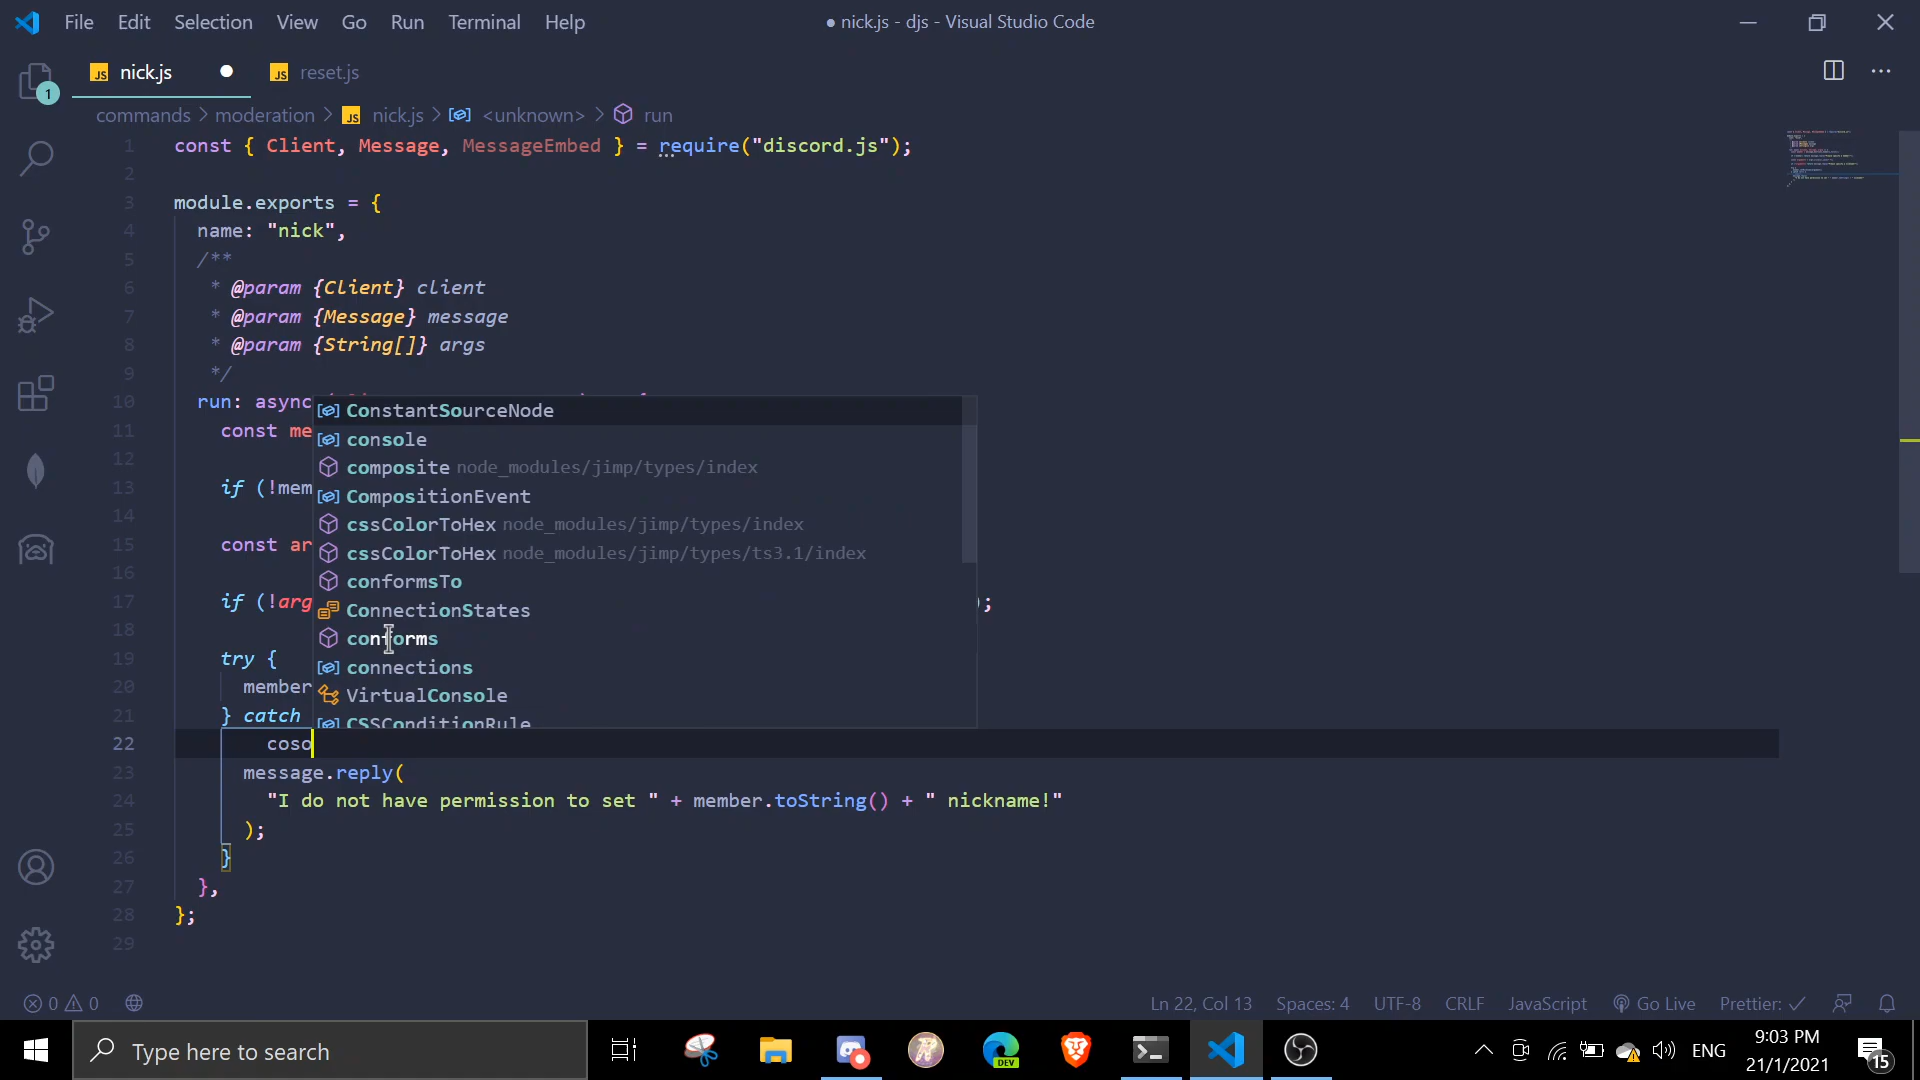 File Edit Selection View Go Run Terminal Help
● nick.js - djs - Visual Studio Code
JS nick.js
JS reset.js
1
commands > moderation > JS nick.js > <unknown> > run
1 const { Client, Message, MessageEmbed } = require("discord.js");
2
3 module.exports = {
4 name: "nick",
5 /**
6 * @param {Client} client
7 * @param {Message} message
8 * @param {String[]} args
9 */
10 run: async
11 const me
12
13 if (!mem
14
15 const ar
16
17 if (!arg );
18
19 try {
20 member
21 } catch
22 coso
23 message.reply(
24 "I do not have permission to set " + member.toString() + " nickname!"
25 );
26 }
27 },
28 };
29
ConstantSourceNode
console
composite node_modules/jimp/types/index
CompositionEvent
cssColorToHex node_modules/jimp/types/index
cssColorToHex node_modules/jimp/types/ts3.1/index
conformsTo
ConnectionStates
conforms
connections
VirtualConsole
CSSConditionRule
0 0
Ln 22, Col 13 Spaces: 4 UTF-8 CRLF JavaScript Go Live Prettier: ✓
Type here to search
DEV
ENG
9:03 PM
21/1/2021
15